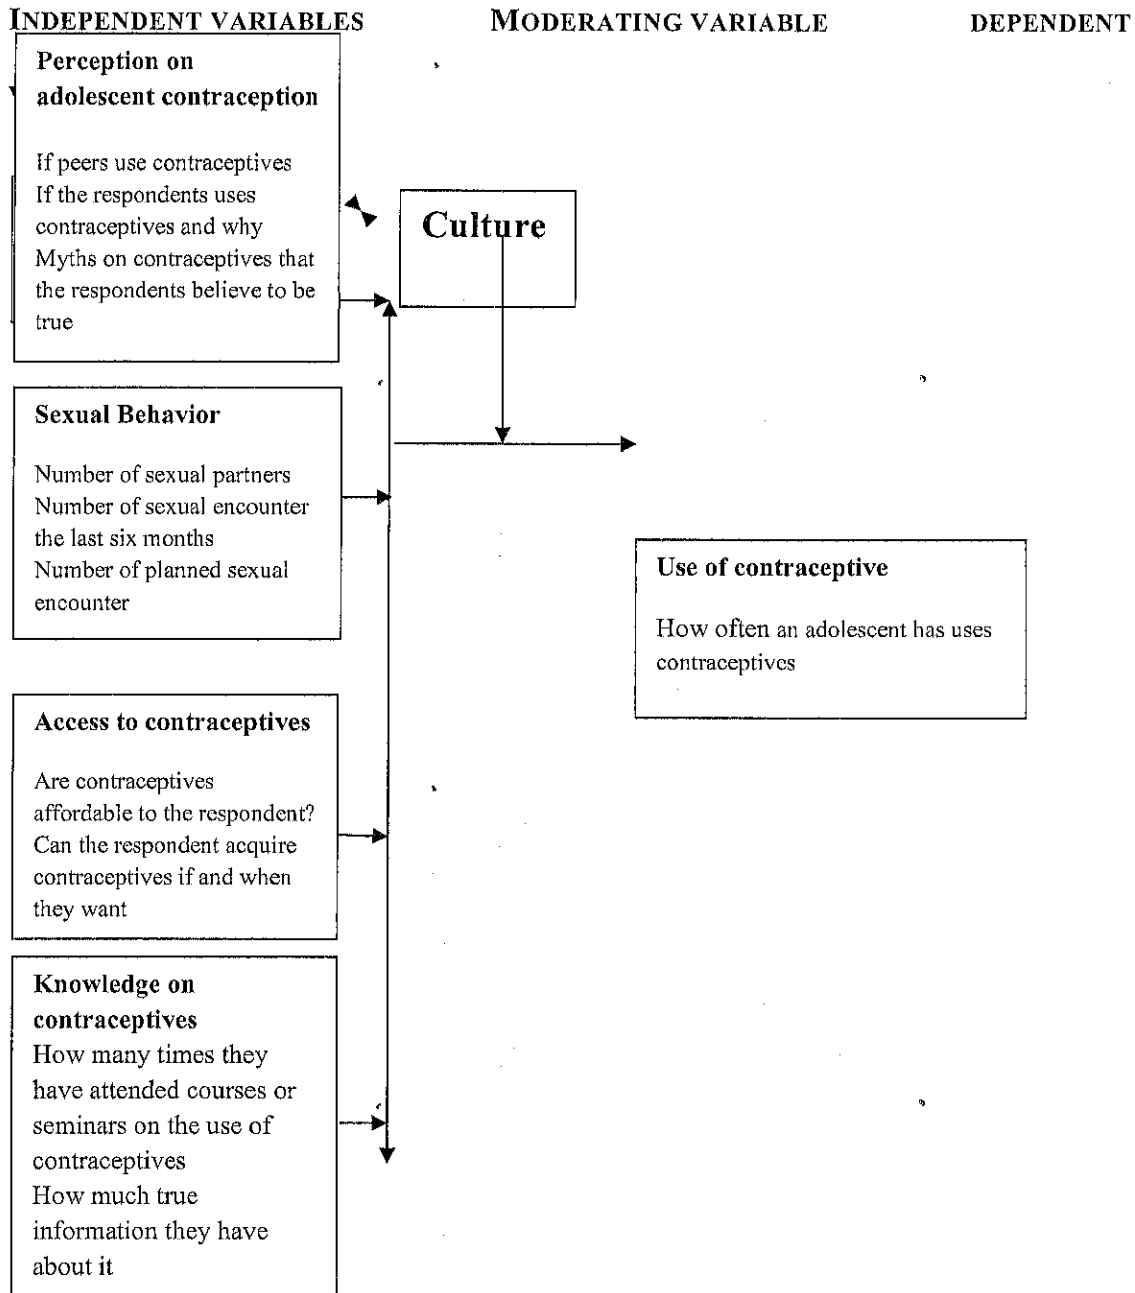 INDEPENDENT VARIABLES MODERATING VARIABLE DEPENDENT
Perception on
adolescent contraception
If peers use contraceptives
If the respondents uses
contraceptives and why
Myths on contraceptives that
the respondents believe to be
true
Culture
Sexual Behavior
Number of sexual partners
Number of sexual encounter
the last six months
Number of planned sexual
encounter
Use of contraceptive
How often an adolescent has uses
contraceptives
Access to contraceptives
Are contraceptives
affordable to the respondent?
Can the respondent acquire
contraceptives if and when
they want
Knowledge on
contraceptives
How many times they
have attended courses or
seminars on the use of
contraceptives
How much true
information they have
about it